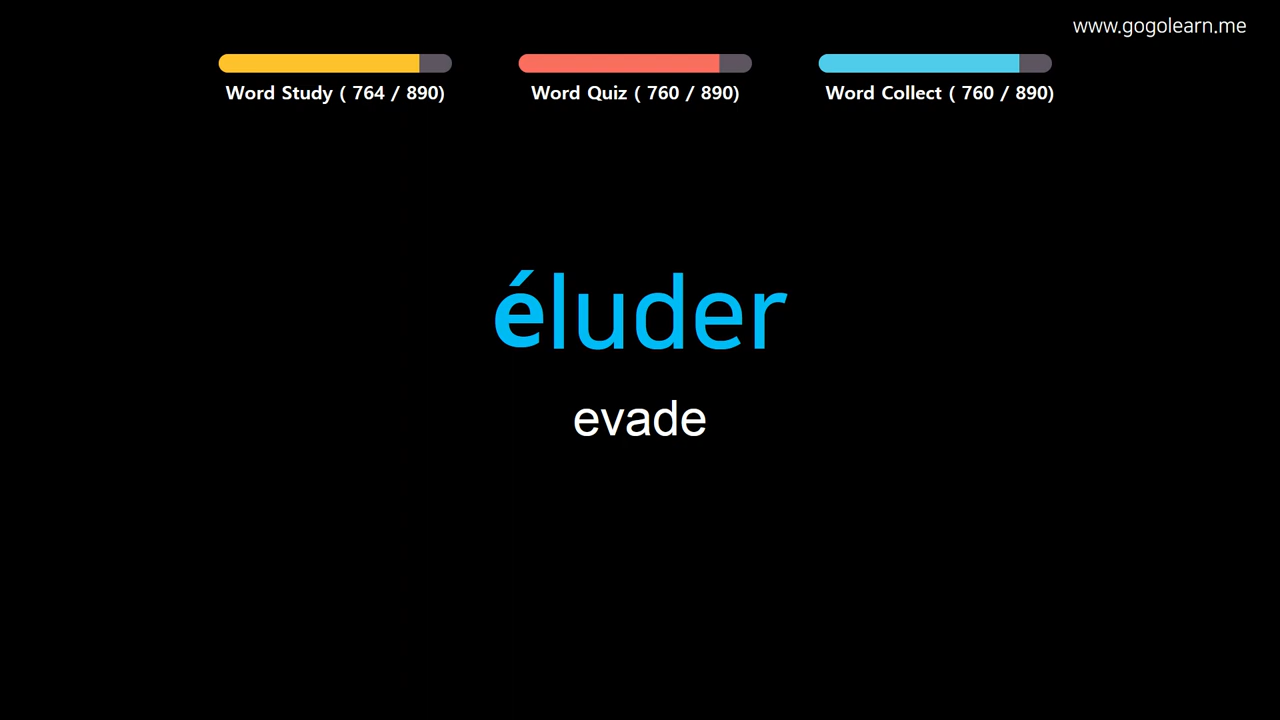 www.gogolearn.me
Word Study ( 764 / 890)
Word Quiz ( 760 / 890)
Word Collect ( 760 / 890)
éluder
evade